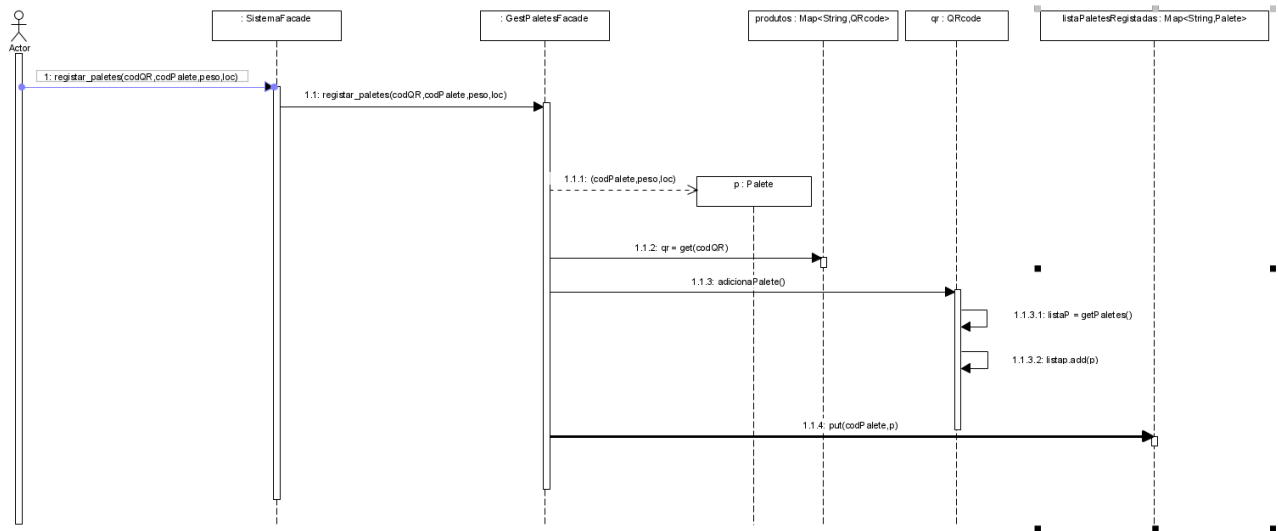 : SistemaFacade
: GestPaletesFacade
produtos : Map<String,QRcode>
qr : QRcode
listaPaletesRegistadas : Map<String,Palete>
Actor
1: registar_paletes(codQR,codPalete,peso,loc)
1.1: registar_paletes(codQR,codPalete,peso,loc)
1.1.1: (codPalete,peso,loc)
p : Palete
1.1.2: qr = get(codQR)
1.1.3: adicionaPalete()
1.1.3.1: listaP = getPaletes()
1.1.3.2: listap.add(p)
1.1.4: put(codPalete,p)